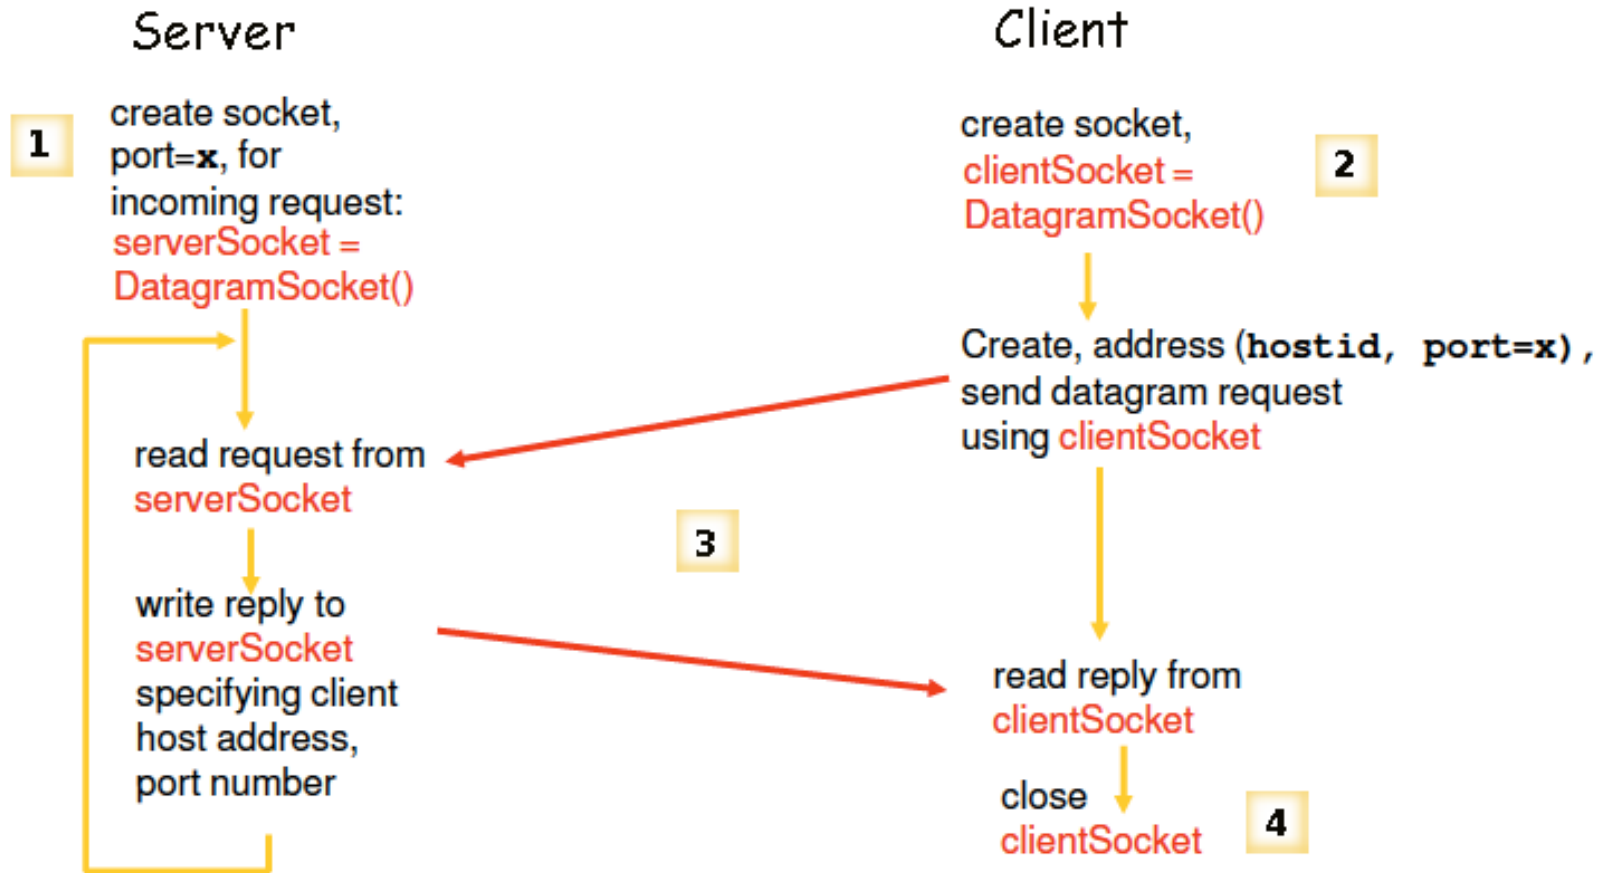 Server
1
create socket,
port=x, for
incoming request:
serverSocket =
DatagramSocket()
read request from
serverSocket
write reply to
serverSocket
specifying client
host address,
port number
3
Client
create socket,
clientSocket =
DatagramSocket()
2
Create, address (hostid, port=x),
send datagram request
using clientSocket
read reply from
clientSocket
close
clientSocket
4